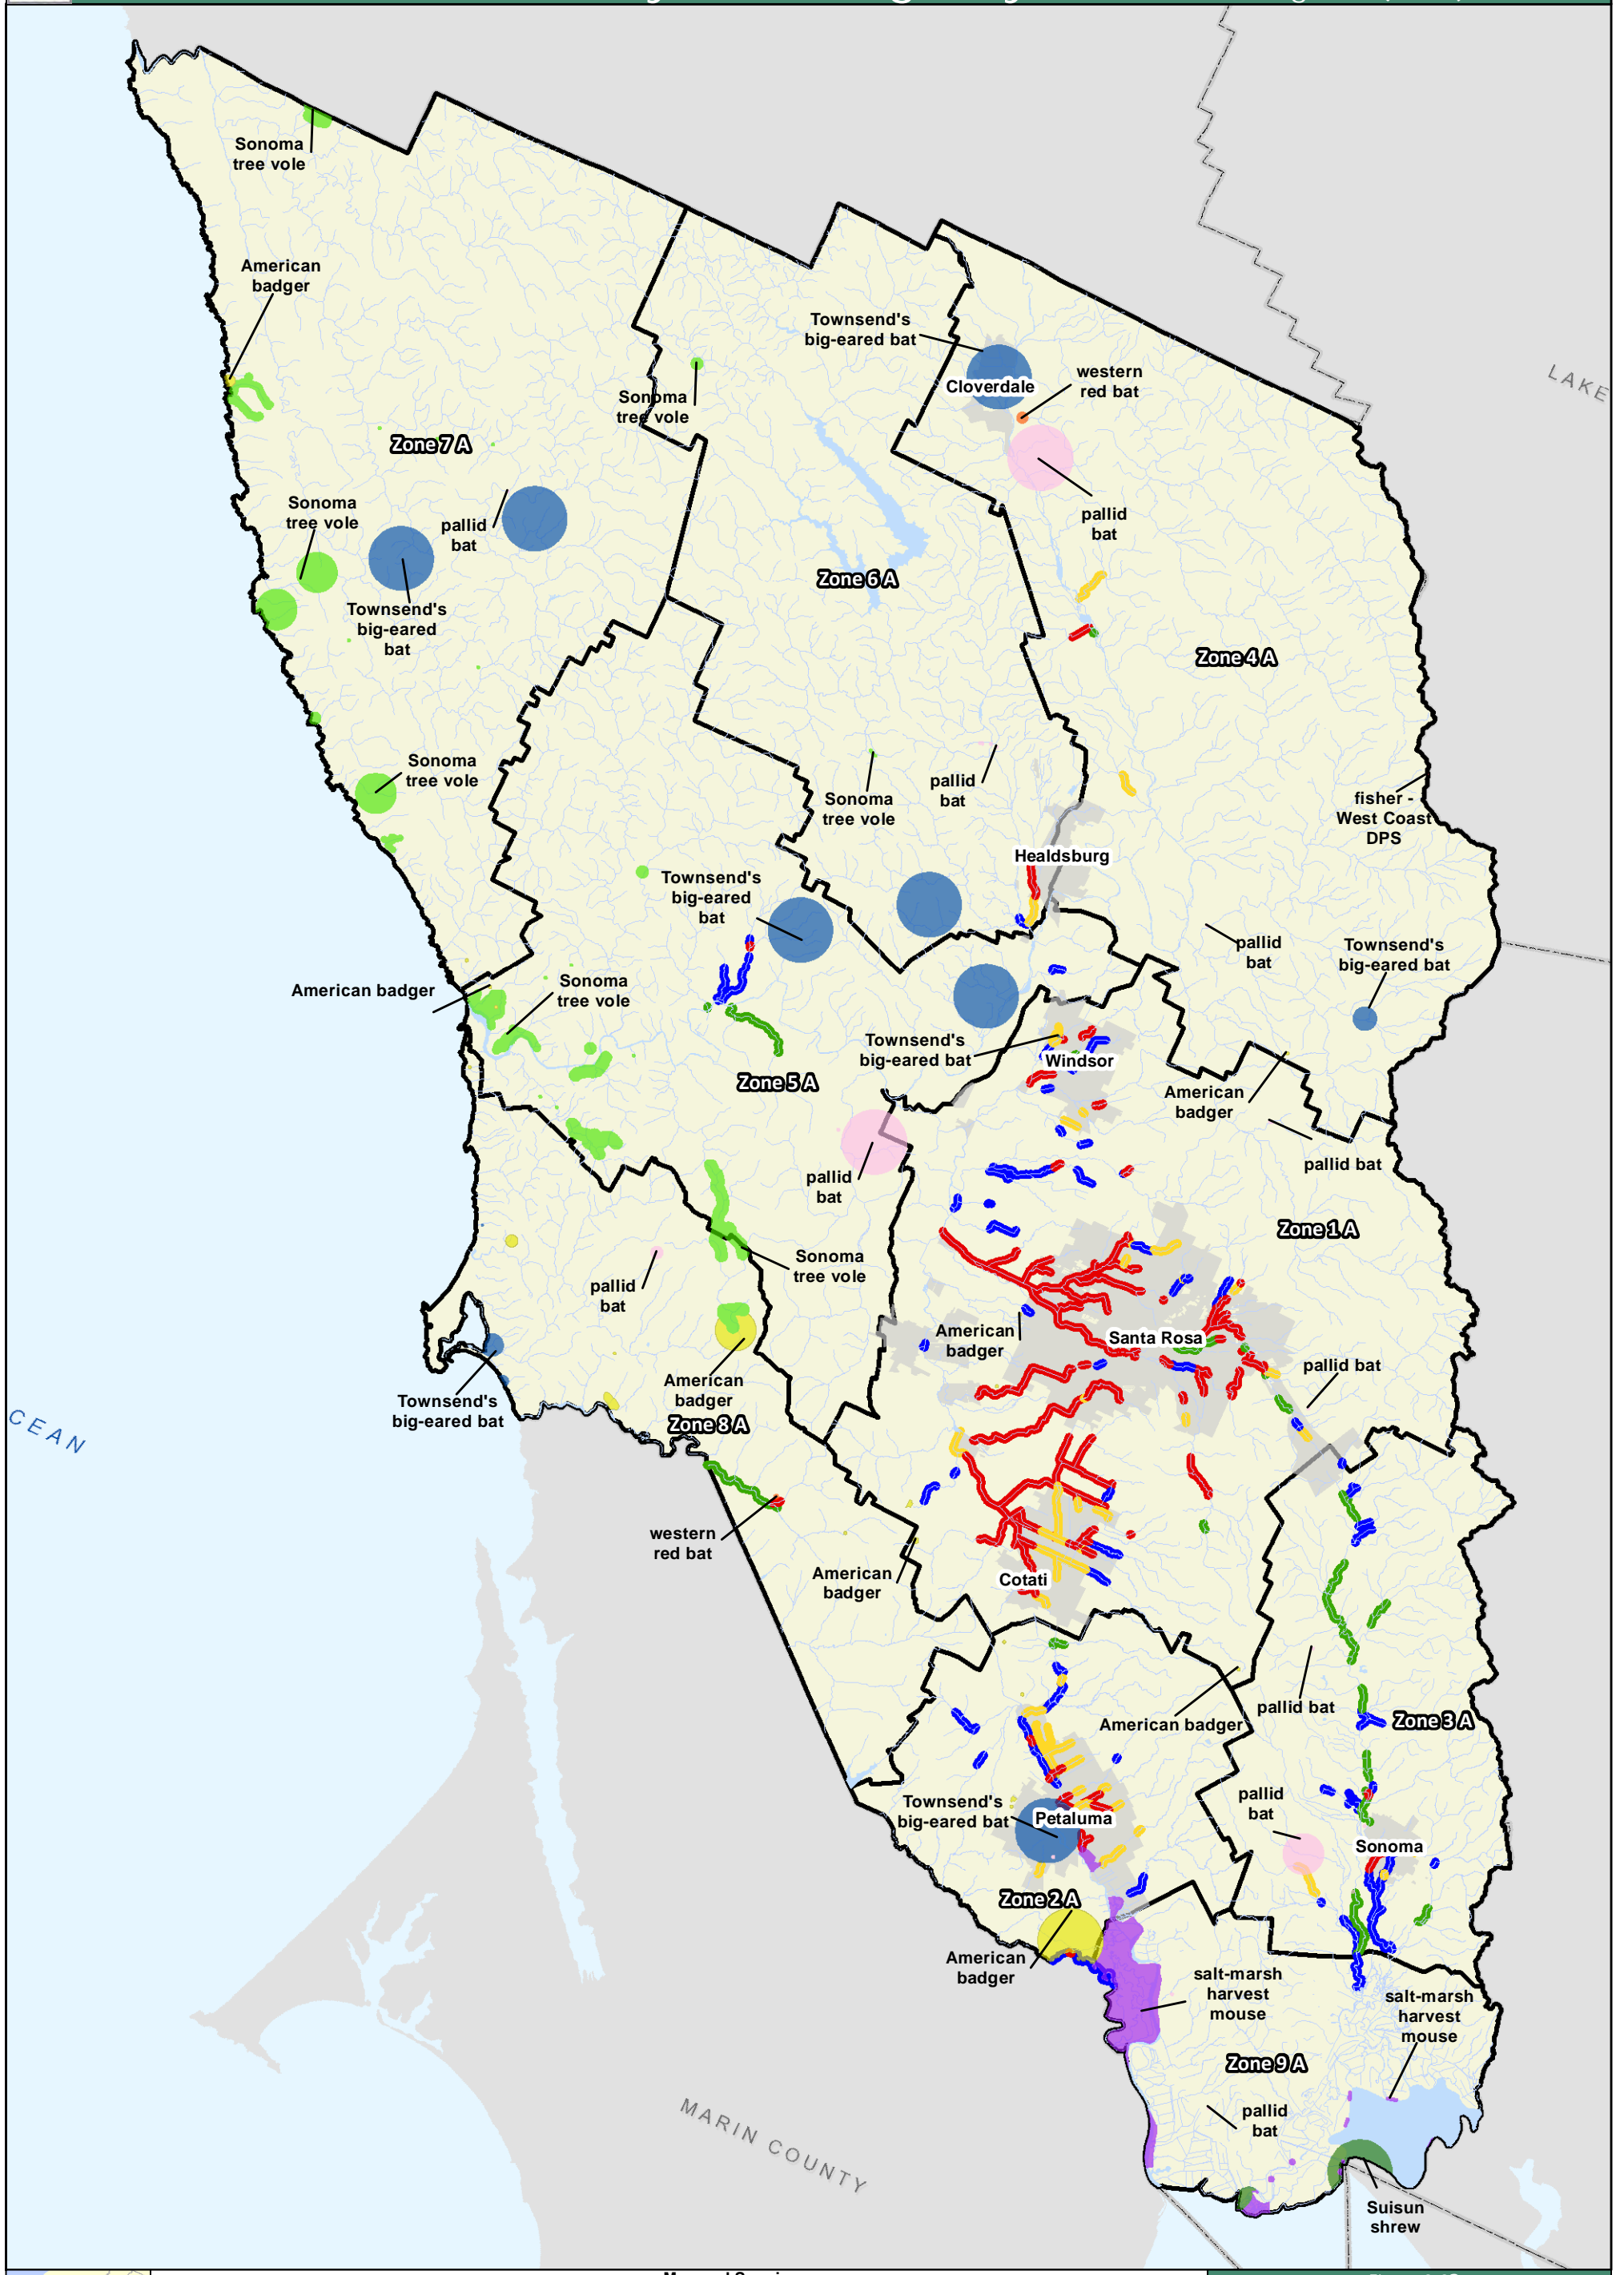 Sonoma
tree vole
American
badger
Townsend's
big-eared bat
western
red bat
Cloverdale
LAKE
Sonoma
tree vole
Zone 7 A
Sonoma
tree vole
pallid
bat
pallid
bat
Zone 6 A
Townsend's
big-eared
bat
Zone 4 A
Sonoma
tree vole
pallid
bat
Sonoma
tree vole
fisher -
West Coast
DPS
Healdsburg
Townsend's
big-eared
bat
pallid
bat
Townsend's
big-eared bat
American badger
Sonoma
tree vole
Townsend's
big-eared bat
Windsor
Zone 5 A
American
badger
pallid
bat
pallid bat
Zone 1 A
Sonoma
tree vole
pallid
bat
American
badger
Santa Rosa
pallid bat
American
badger
Townsend's
big-eared bat
Zone 8 A
CEAN
western
red bat
American
badger
Cotati
pallid bat
American badger
Zone 3 A
pallid
bat
Townsend's
big-eared bat
Petaluma
Sonoma
Zone 2 A
American
badger
salt-marsh
harvest
mouse
salt-marsh
harvest
mouse
Zone 9 A
pallid
bat
MARIN COUNTY
Suisun
shrew